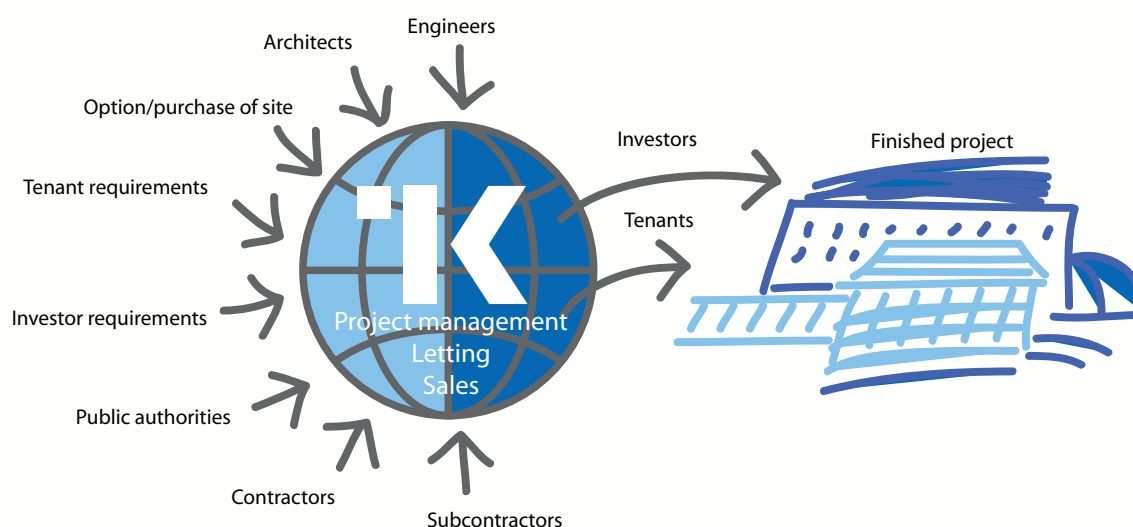 Engineers
Architects
Option/purchase of site
Investors
Finished project
Tenant requirements
Tenants
Investor requirements
Project management
Letting
Sales
Public authorities
Contractors
Subcontractors